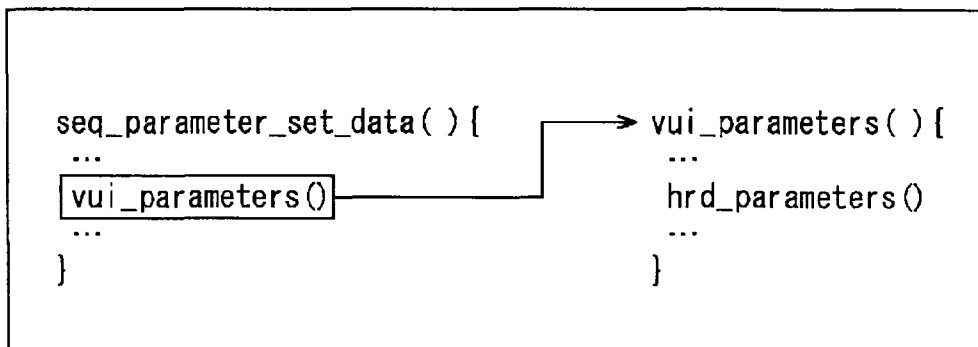 seq_parameter_set_data( ){
...
vui_parameters()
...
}
vui_parameters( ){
...
hrd_parameters()
...
}